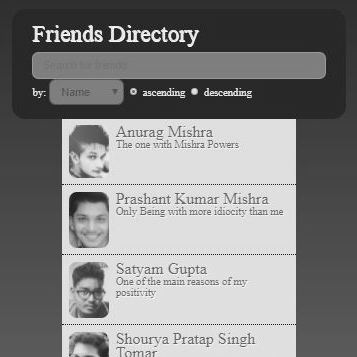 Friends Directory
Search for friends
by: Name ascending descending
Anurag Mishra
The one with Mishra Powers
Prashant Kumar Mishra
Only Being with more idiocity than me
Satyam Gupta
One of the main reasons of my
positivity
Shourya Pratap Singh
Tomar